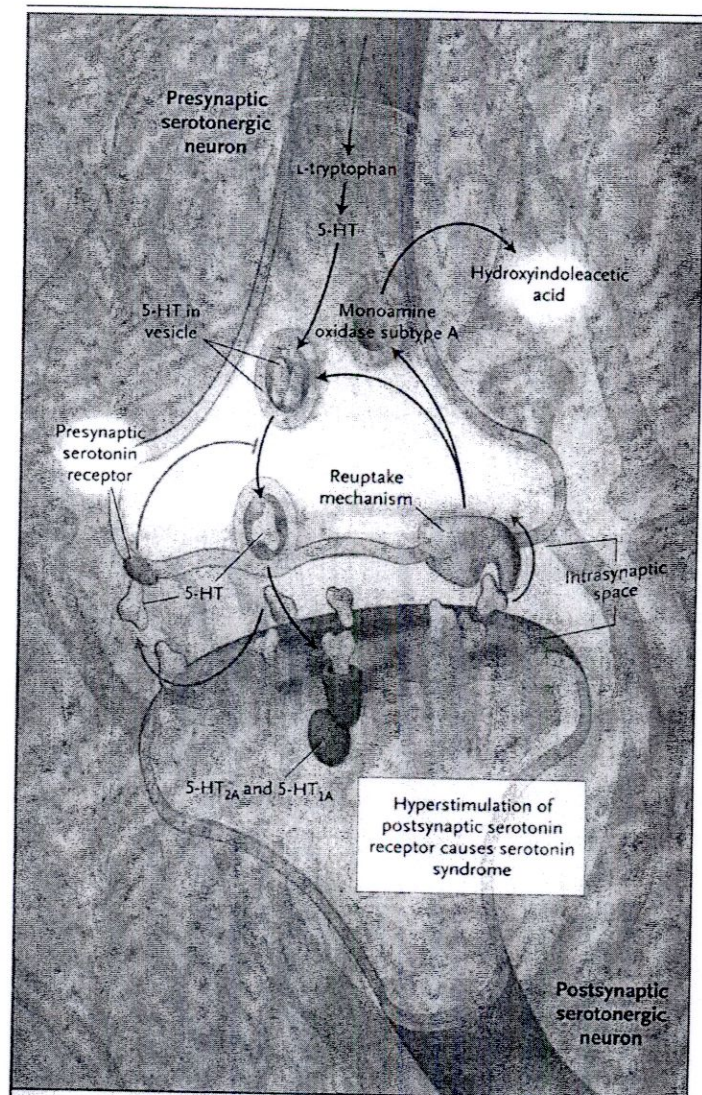 Presynaptic
serotonergic
neuron
L-tryptophan
5-HT
Hydroxyindoleacetic
acid
5-HT in
vesicle
Monoamine
oxidase subtype A
Presynaptic
serotonin
receptor
Reuptake
mechanism
5-HT
Intrasynaptic
space
5-HT2A and 5-HT1A
Hyperstimulation of
postsynaptic serotonin
receptor causes serotonin
syndrome
Postsynaptic
serotonergic
neuron